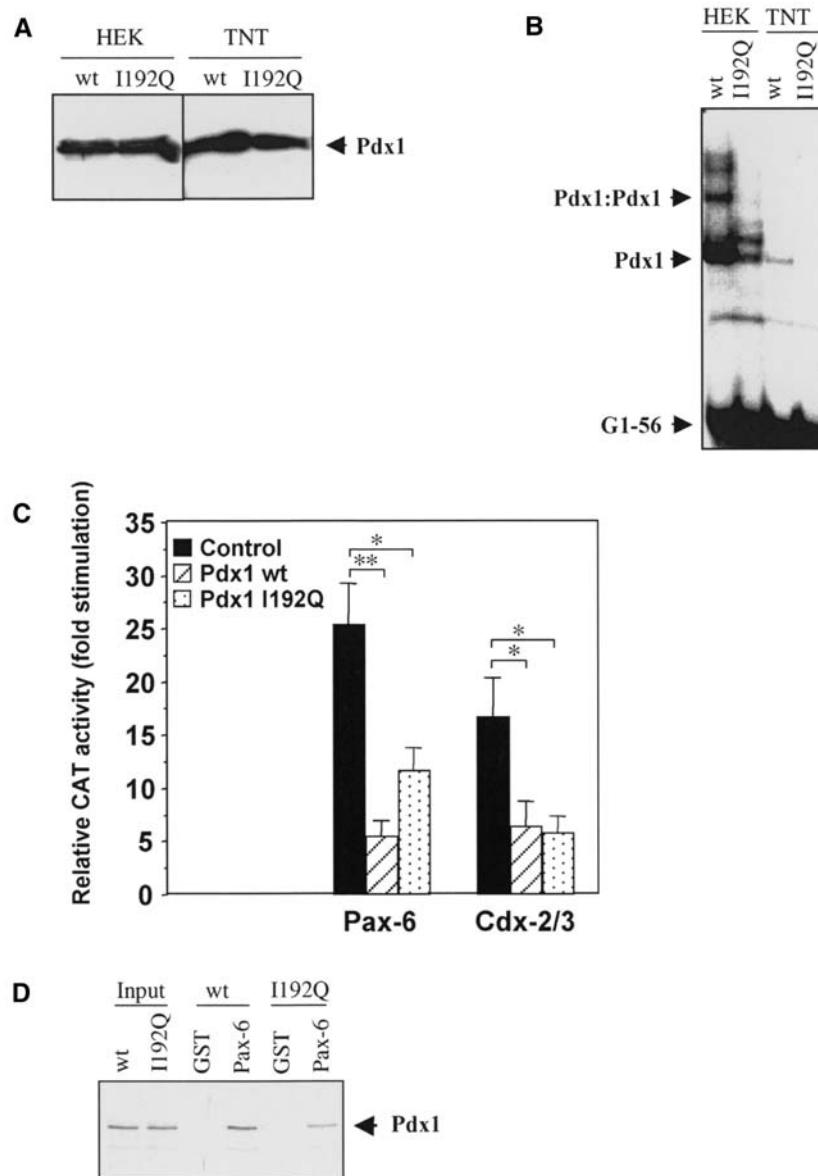 A
HEK TNT
wt I192Q wt I192Q
Pdx1
B
HEK TNT
wt I192Q wt I192Q
Pdx1:Pdx1
Pdx1
G1-56
C
Relative CAT activity (fold stimulation)
35
30
25
20
15
10
5
0
Control
Pdx1 wt
Pdx1 I192Q
*
**
*
*
Pax-6 Cdx-2/3
D
Input wt I192Q
wt I192Q GST Pax-6 GST Pax-6
Pdx1